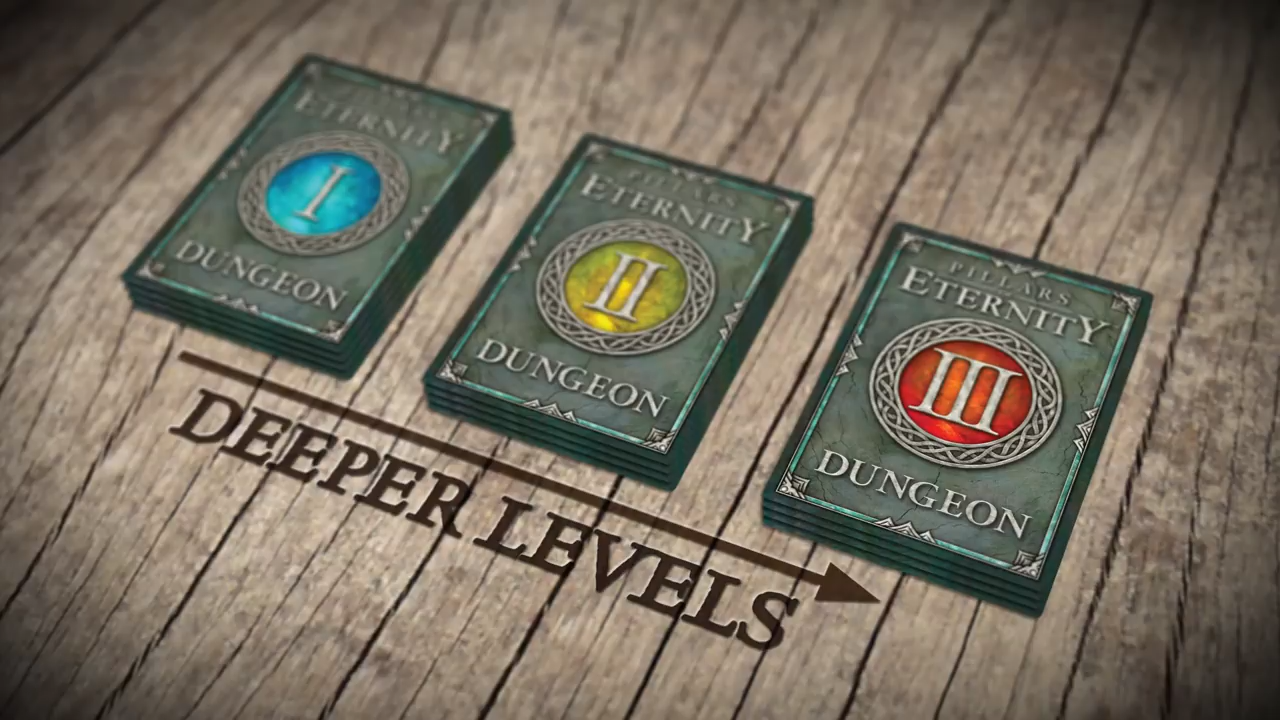 ETERNITY
I
DUNGEON
PILLARS
ETERNITY
II
DUNGEON
PILLARS
ETERNITY
III
DUNGEON
DEEPER LEVELS